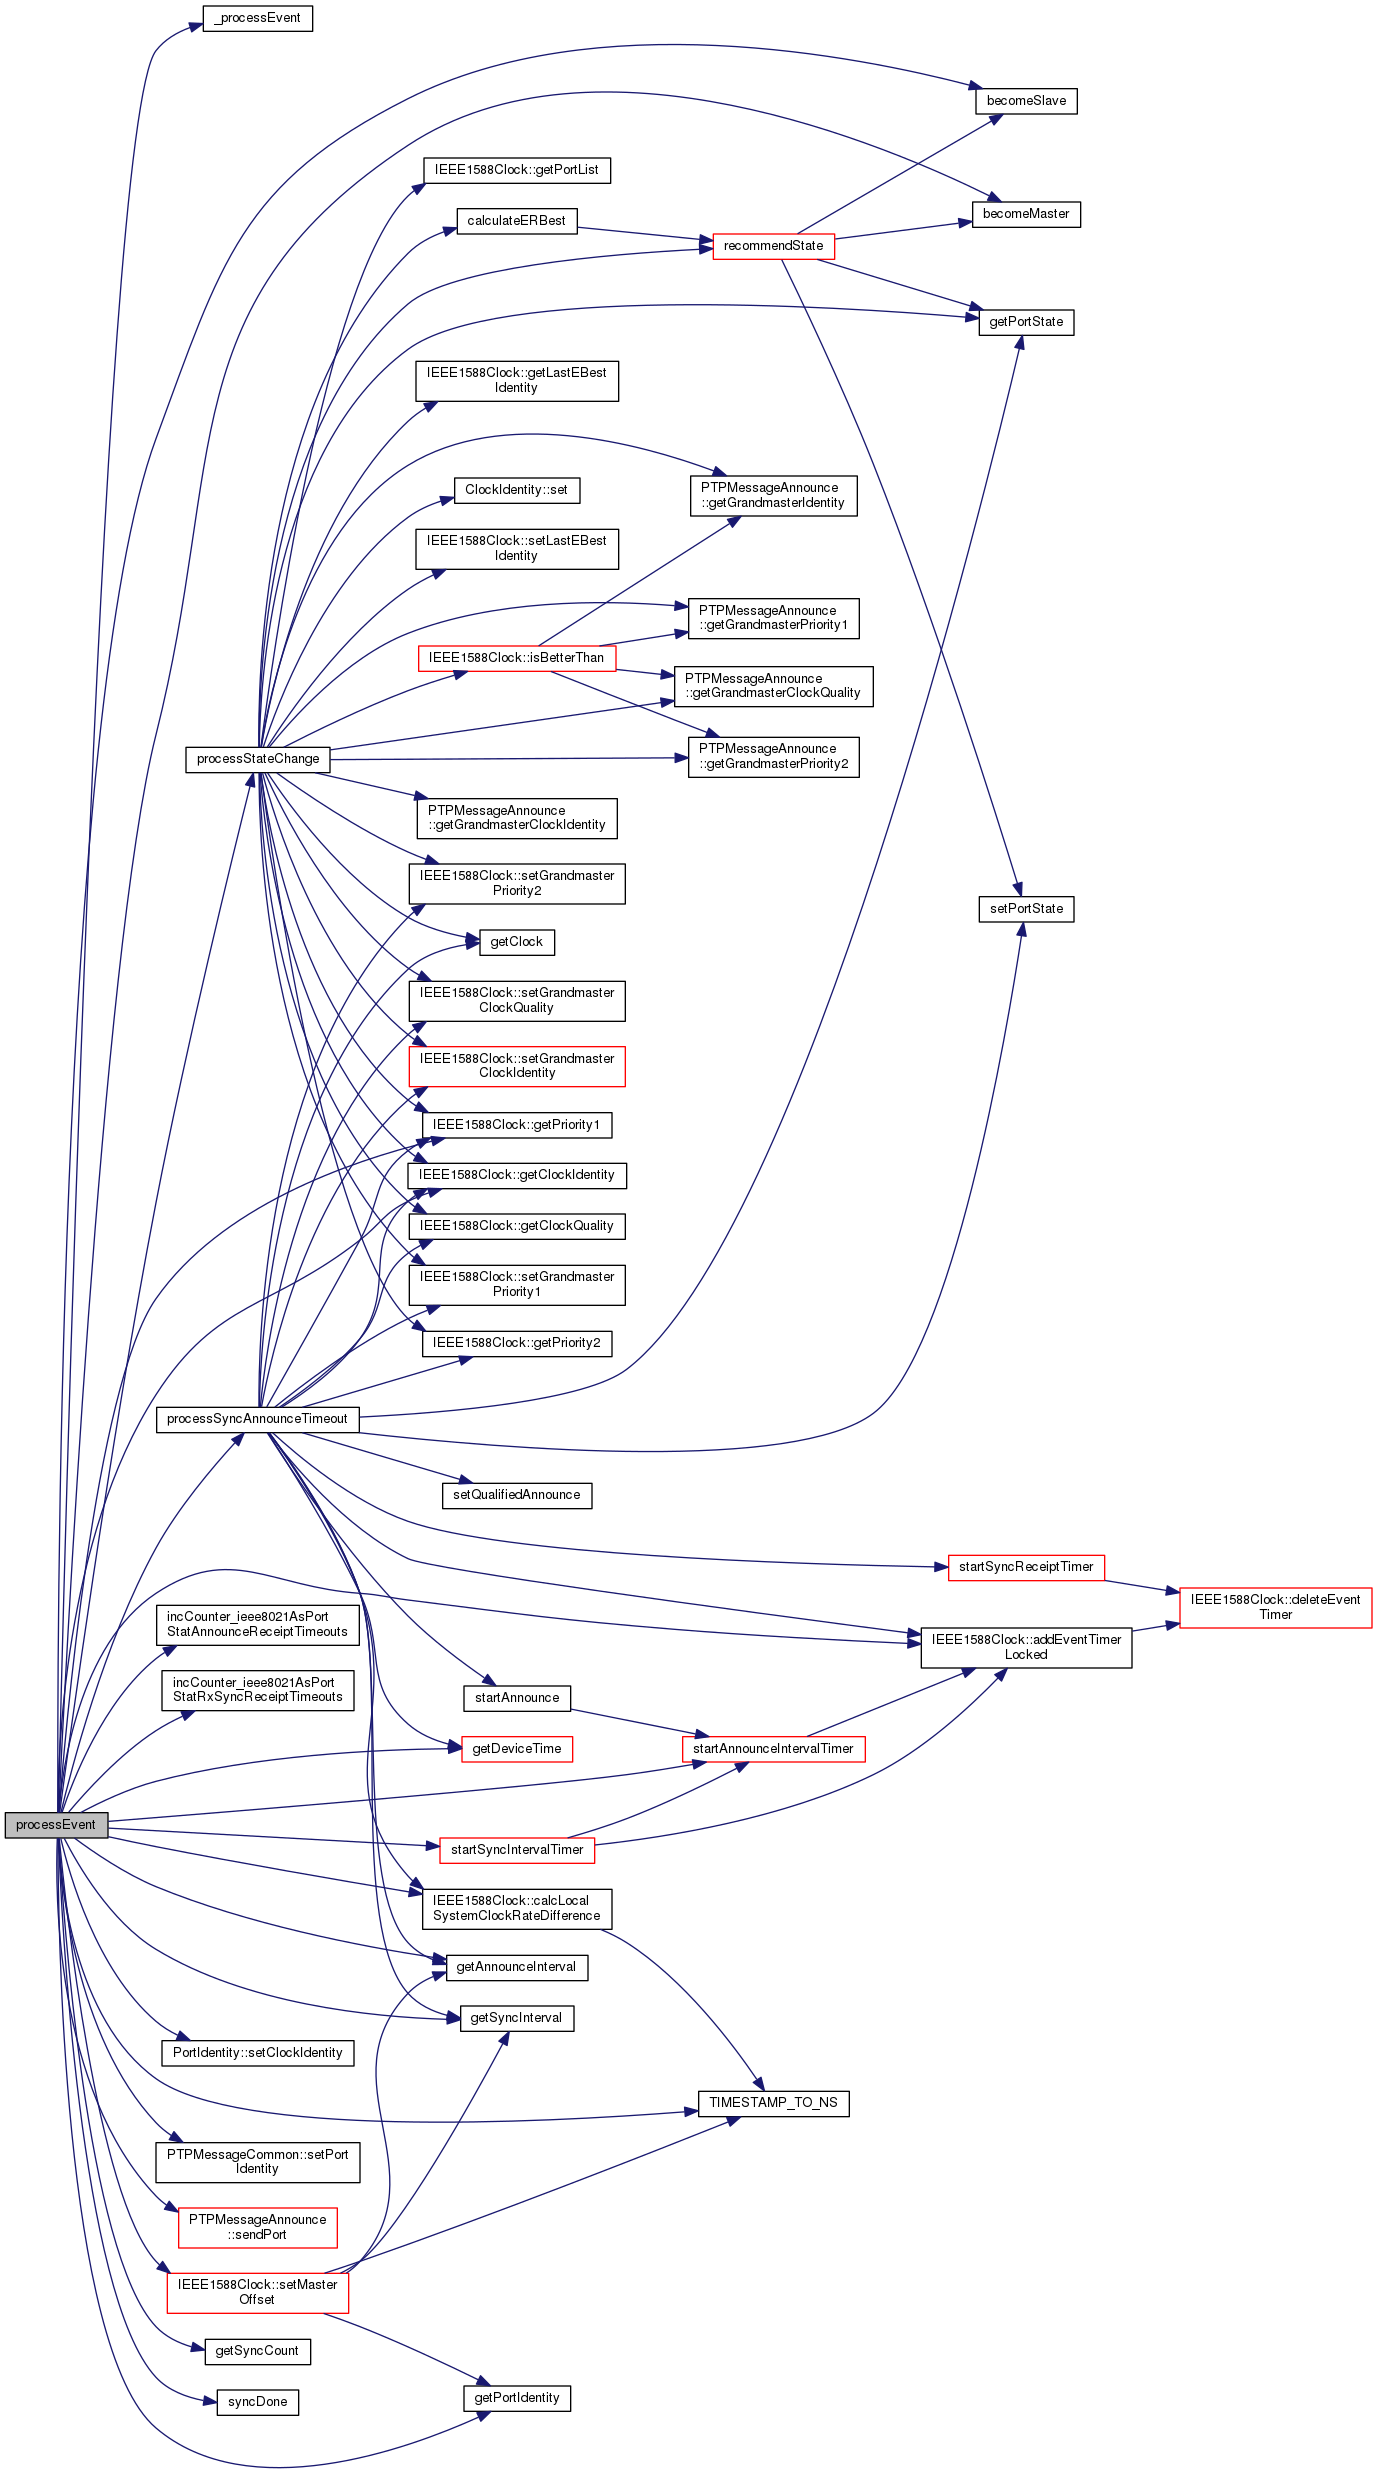 _processEvent
becomeSlave
IEEE1588Clock::getPortList
becomeMaster
calculateERBest
recommendState
getPortState
IEEE1588Clock::getLastEBest
Identity
ClockIdentity::set
PTPMessageAnnounce
::getGrandmasterIdentity
IEEE1588Clock::setLastEBest
Identity
PTPMessageAnnounce
::getGrandmasterPriority1
IEEE1588Clock::isBetterThan
PTPMessageAnnounce
::getGrandmasterClockQuality
processStateChange
PTPMessageAnnounce
::getGrandmasterPriority2
PTPMessageAnnounce
::getGrandmasterClockIdentity
IEEE1588Clock::setGrandmaster
Priority2
setPortState
getClock
IEEE1588Clock::setGrandmaster
ClockQuality
IEEE1588Clock::setGrandmaster
ClockIdentity
IEEE1588Clock::getPriority1
IEEE1588Clock::getClockIdentity
IEEE1588Clock::getClockQuality
IEEE1588Clock::setGrandmaster
Priority1
IEEE1588Clock::getPriority2
processSyncAnnounceTimeout
setQualifiedAnnounce
startSyncReceiptTimer
IEEE1588Clock::deleteEvent
Timer
incCounter_ieee8021AsPort
StatAnnounceReceiptTimeouts
IEEE1588Clock::addEventTimer
Locked
incCounter_ieee8021AsPort
StatRxSyncReceiptTimeouts
startAnnounce
getDeviceTime
startAnnounceIntervalTimer
processEvent
startSyncIntervalTimer
IEEE1588Clock::calcLocal
SystemClockRateDifference
getAnnounceInterval
getSyncInterval
PortIdentity::setClockIdentity
TIMESTAMP_TO_NS
PTPMessageCommon::setPort
Identity
PTPMessageAnnounce
::sendPort
IEEE1588Clock::setMaster
Offset
getSyncCount
getPortIdentity
syncDone